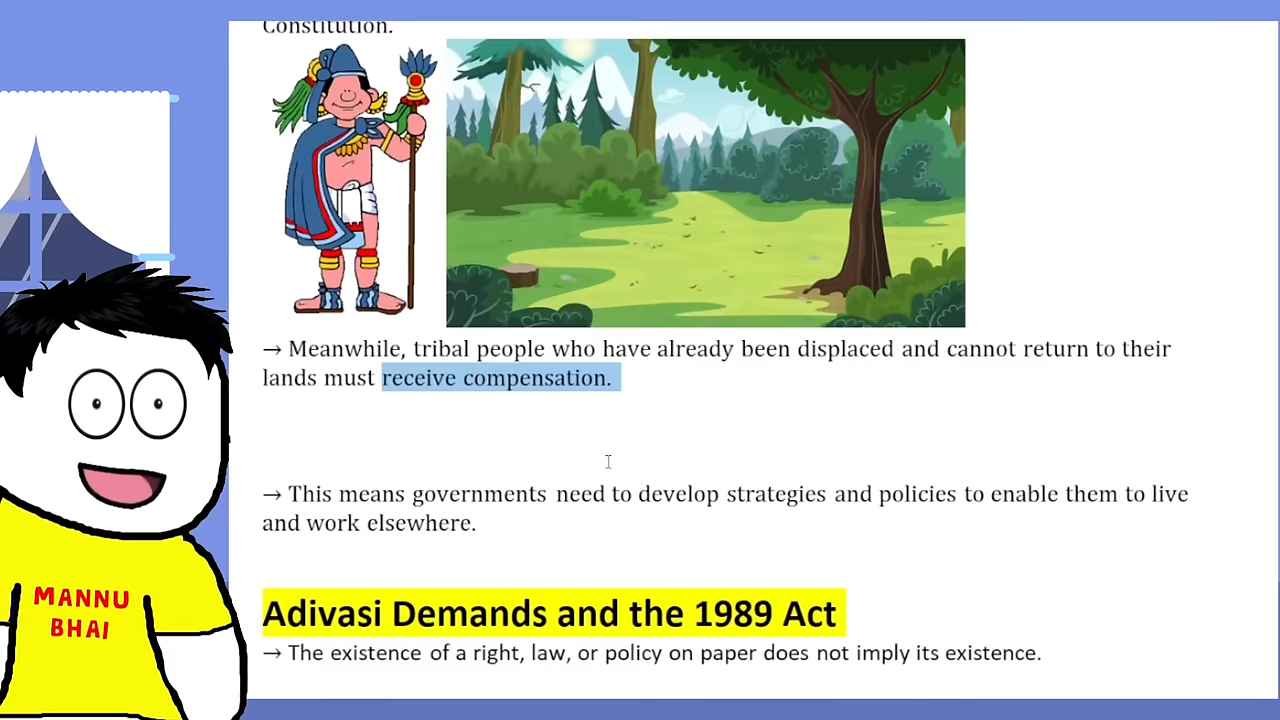 Constitution.
→ Meanwhile, tribal people who have already been displaced and cannot return to their
lands must receive compensation.
→ This means governments need to develop strategies and policies to enable them to live
and work elsewhere.
Adivasi Demands and the 1989 Act
→ The existence of a right, law, or policy on paper does not imply its existence.
MANNU
BHAI